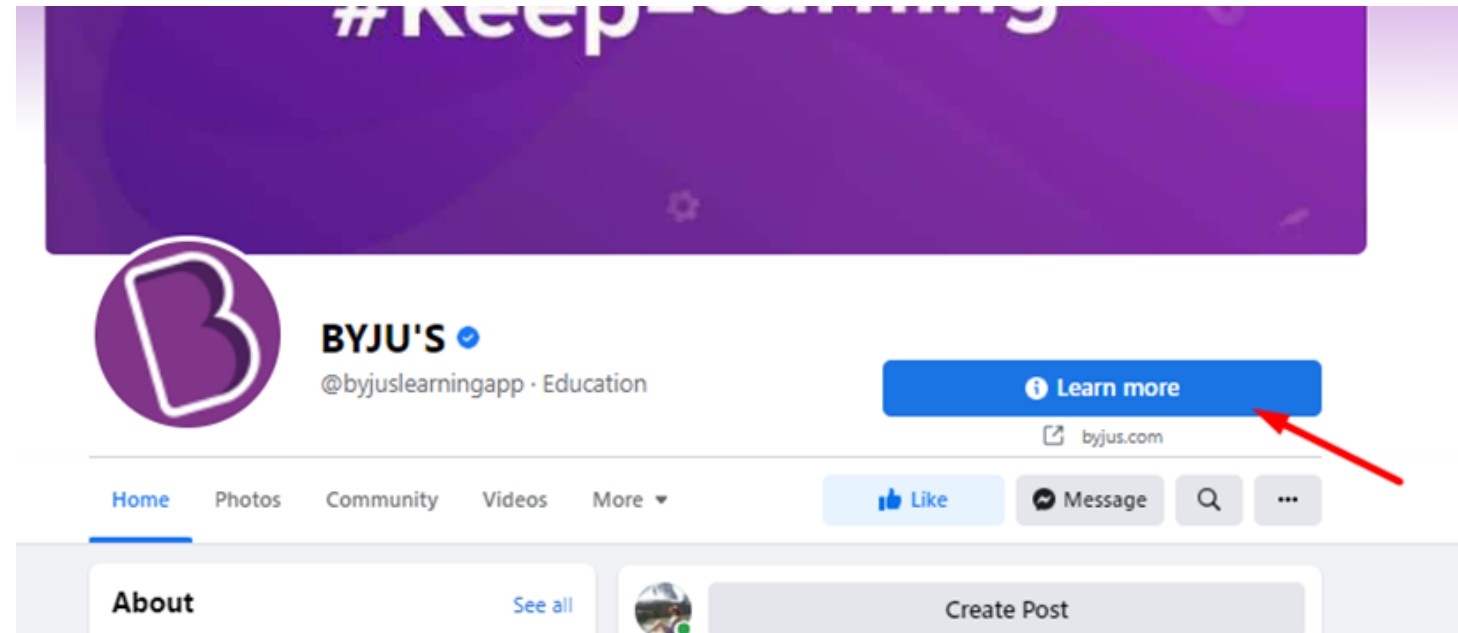 #KeepLearning
BYJU'S
@byjuslearningapp · Education
Learn more
byjus.com
Home Photos Community Videos More Like Message
About See all Create Post